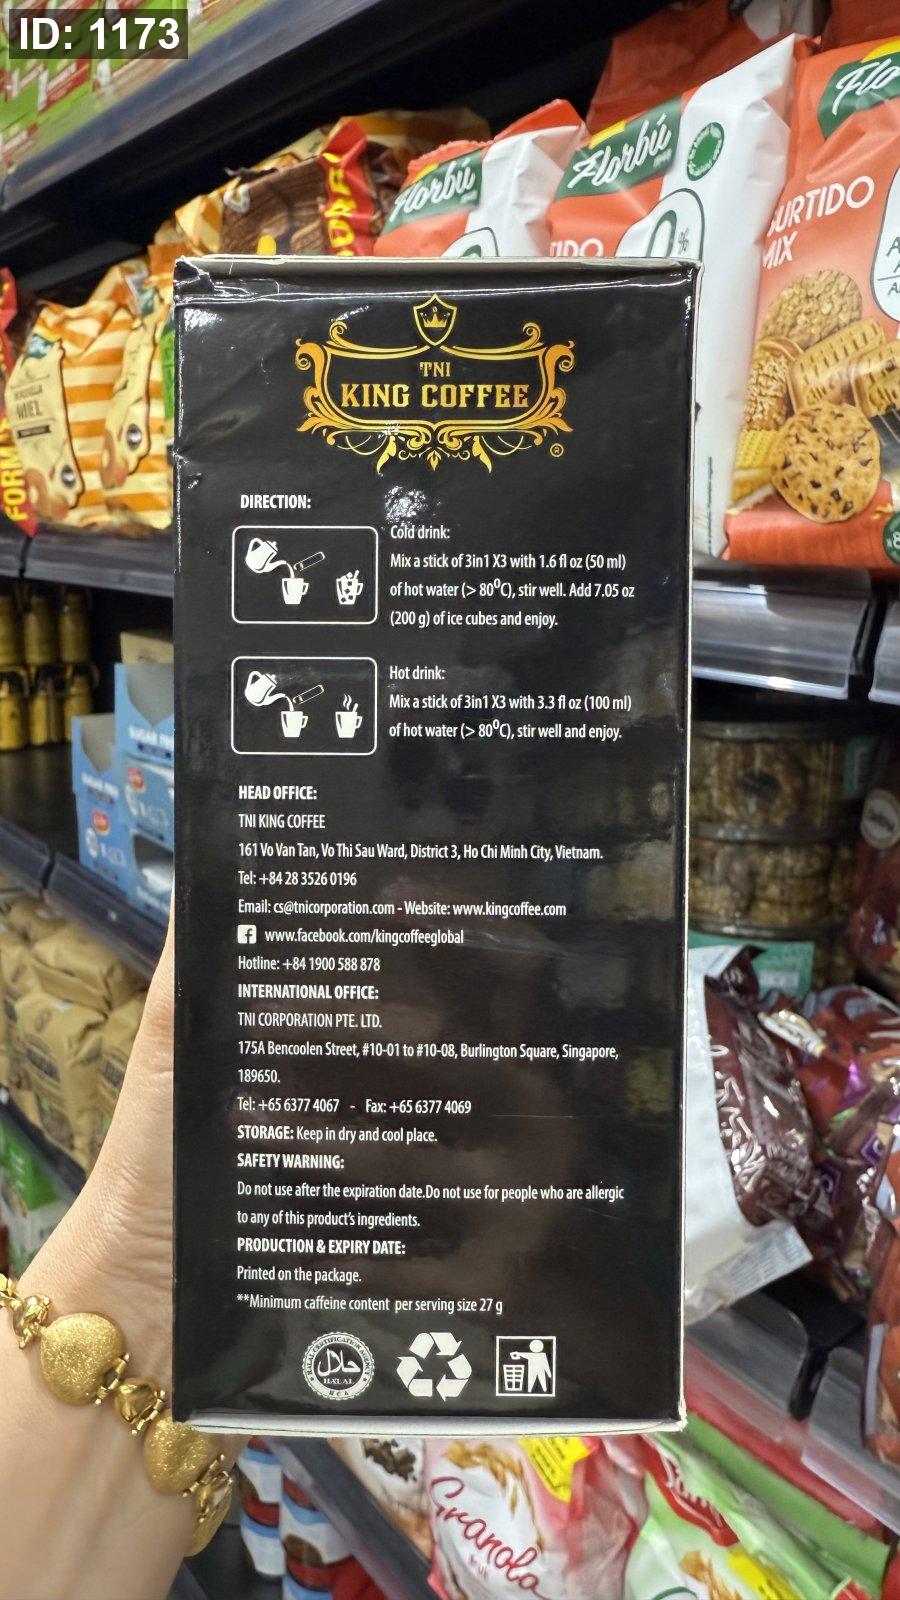 ID: 1173
Florbú
Florbú
Flo
SURTIDO
MIX
TNI
KING COFFEE
®
DIRECTION:
Cold drink:
Mix a stick of 3in1 X3 with 1.6 fl oz (50 ml)
of hot water (> 80⁰C), stir well. Add 7.05 oz
(200 g) of ice cubes and enjoy.
Hot drink:
Mix a stick of 3in1 X3 with 3.3 fl oz (100 ml)
of hot water (> 80⁰C), stir well and enjoy.
HEAD OFFICE:
TNI KING COFFEE
161 Vo Van Tan, Vo Thi Sau Ward, District 3, Ho Chi Minh City, Vietnam.
Tel: +84 28 3526 0196
Email: cs@tnicorporation.com - Website: www.kingcoffee.com
www.facebook.com/kingcoffeeglobal
Hotline: +84 1900 588 878
INTERNATIONAL OFFICE:
TNI CORPORATION PTE. LTD.
175A Bencoolen Street, #10-01 to #10-08, Burlington Square, Singapore,
189650.
Tel: +65 6377 4067 - Fax: +65 6377 4069
STORAGE: Keep in dry and cool place.
SAFETY WARNING:
Do not use after the expiration date.Do not use for people who are allergic
to any of this product's ingredients.
PRODUCTION & EXPIRY DATE:
Printed on the package.
**Minimum caffeine content per serving size 27 g
حلال
HALAL
HCA
Granola